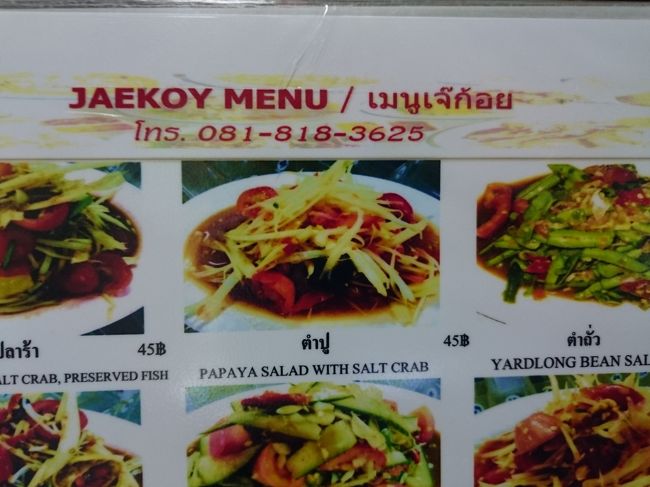 JAEKOY MENU / เมนูเจ๊ก้อย
โทร. 081-818-3625
ปลาร้า 45฿
ตำปู 45฿
ตำถั่ว
ALT CRAB, PRESERVED FISH
PAPAYA SALAD WITH SALT CRAB
YARDLONG BEAN SAL